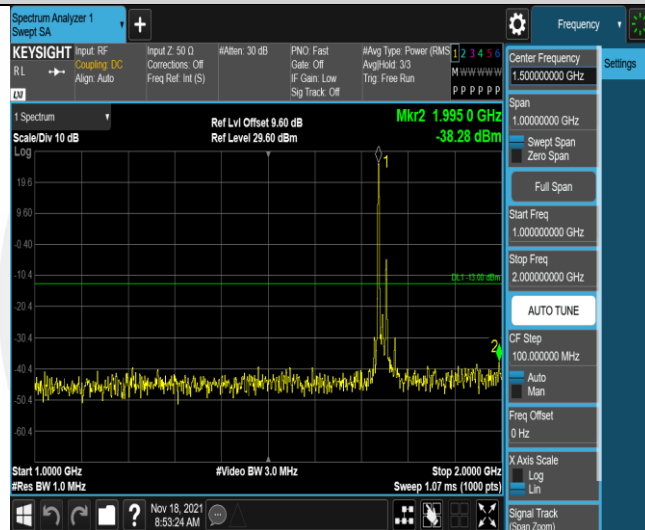 Spectrum Analyzer 1
Swept SA
Frequency
KEYSIGHT
R L
Input: RF
Coupling: DC
Align: Auto
Input Z: 50 Ω
Corrections: Off
Freq Ref: Int (S)
#Atten: 30 dB
PNO: Fast
Gate: Off
IF Gain: Low
Sig Track: Off
#Avg Type: Power (RMS
Avg|Hold: 3/3
Trig: Free Run
1 2 3 4 5 6
M W W W W W
P P P P P P
LXI
1 Spectrum
Scale/Div 10 dB
Ref Lvl Offset 9.60 dB
Ref Level 29.60 dBm
Mkr2 1.995 0 GHz
-38.28 dBm
Log
1
19.6
9.60
-0.40
-10.4
DL1 -13.00 dBm
-20.4
-30.4
2
-40.4
-50.4
-60.4
Start 1.0000 GHz
#Video BW 3.0 MHz
Stop 2.0000 GHz
#Res BW 1.0 MHz
Sweep 1.07 ms (1000 pts)
?
Nov 18, 2021
8:53:24 AM
Center Frequency
1.500000000 GHz
Settings
Span
1.00000000 GHz
Swept Span
Zero Span
Full Span
Start Freq
1.000000000 GHz
Stop Freq
2.000000000 GHz
AUTO TUNE
CF Step
100.000000 MHz
Auto
Man
Freq Offset
0 Hz
X Axis Scale
Log
Lin
Signal Track
(Span Zoom)